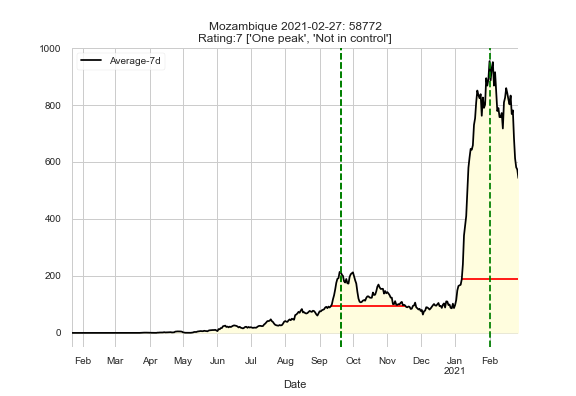 Mozambique 2021-02-27: 58772
Rating:7 ['One peak', 'Not in control']
Average-7d
1000
800
600
400
200
0
Feb Mar Apr May Jun Jul Aug Sep Oct Nov Dec Jan Feb
2021
Date